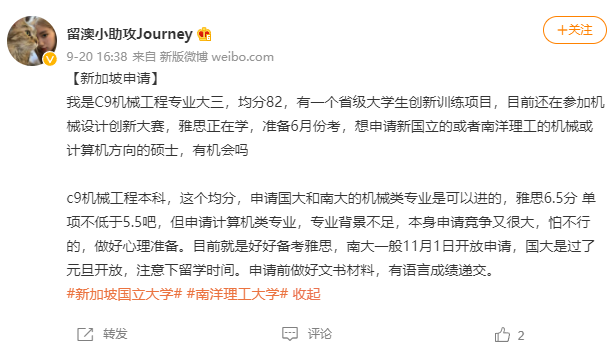 留澳小助攻Journey
+关注
9-20 16:38 来自 新版微博 weibo.com
【新加坡申请】
我是C9机械工程专业大三，均分82，有一个省级大学生创新训练项目，目前还在参加机
械设计创新大赛，雅思正在学，准备6月份考，想申请新国立的或者南洋理工的机械或
计算机方向的硕士，有机会吗
c9机械工程本科，这个均分，申请国大和南大的机械类专业是可以进的，雅思6.5分 单
项不低于5.5吧，但申请计算机类专业，专业背景不足，本身申请竞争又很大，怕不行
的，做好心理准备。目前就是好好备考雅思，南大一般11月1日开放申请，国大是过了
元旦开放，注意下留学时间。申请前做好文书材料，有语言成绩递交。
#新加坡国立大学# #南洋理工大学# 收起
转发
评论
2